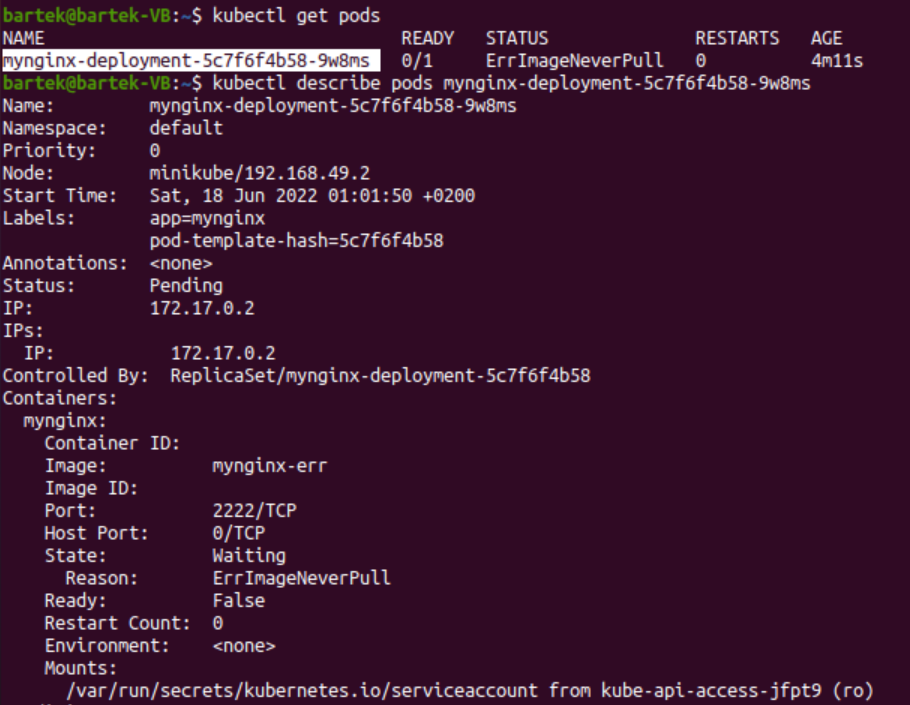 bartek@bartek-VB:~$ kubectl get pods
NAME                                  READY   STATUS              RESTARTS   AGE
mynginx-deployment-5c7f6f4b58-9w8ms   0/1     ErrImageNeverPull   0          4m11s
bartek@bartek-VB:~$ kubectl describe pods mynginx-deployment-5c7f6f4b58-9w8ms
Name:         mynginx-deployment-5c7f6f4b58-9w8ms
Namespace:    default
Priority:     0
Node:         minikube/192.168.49.2
Start Time:   Sat, 18 Jun 2022 01:01:50 +0200
Labels:       app=mynginx
              pod-template-hash=5c7f6f4b58
Annotations:  <none>
Status:       Pending
IP:           172.17.0.2
IPs:
  IP:           172.17.0.2
Controlled By:  ReplicaSet/mynginx-deployment-5c7f6f4b58
Containers:
  mynginx:
    Container ID:
    Image:          mynginx-err
    Image ID:
    Port:           2222/TCP
    Host Port:      0/TCP
    State:          Waiting
      Reason:       ErrImageNeverPull
    Ready:          False
    Restart Count:  0
    Environment:    <none>
    Mounts:
      /var/run/secrets/kubernetes.io/serviceaccount from kube-api-access-jfpt9 (ro)